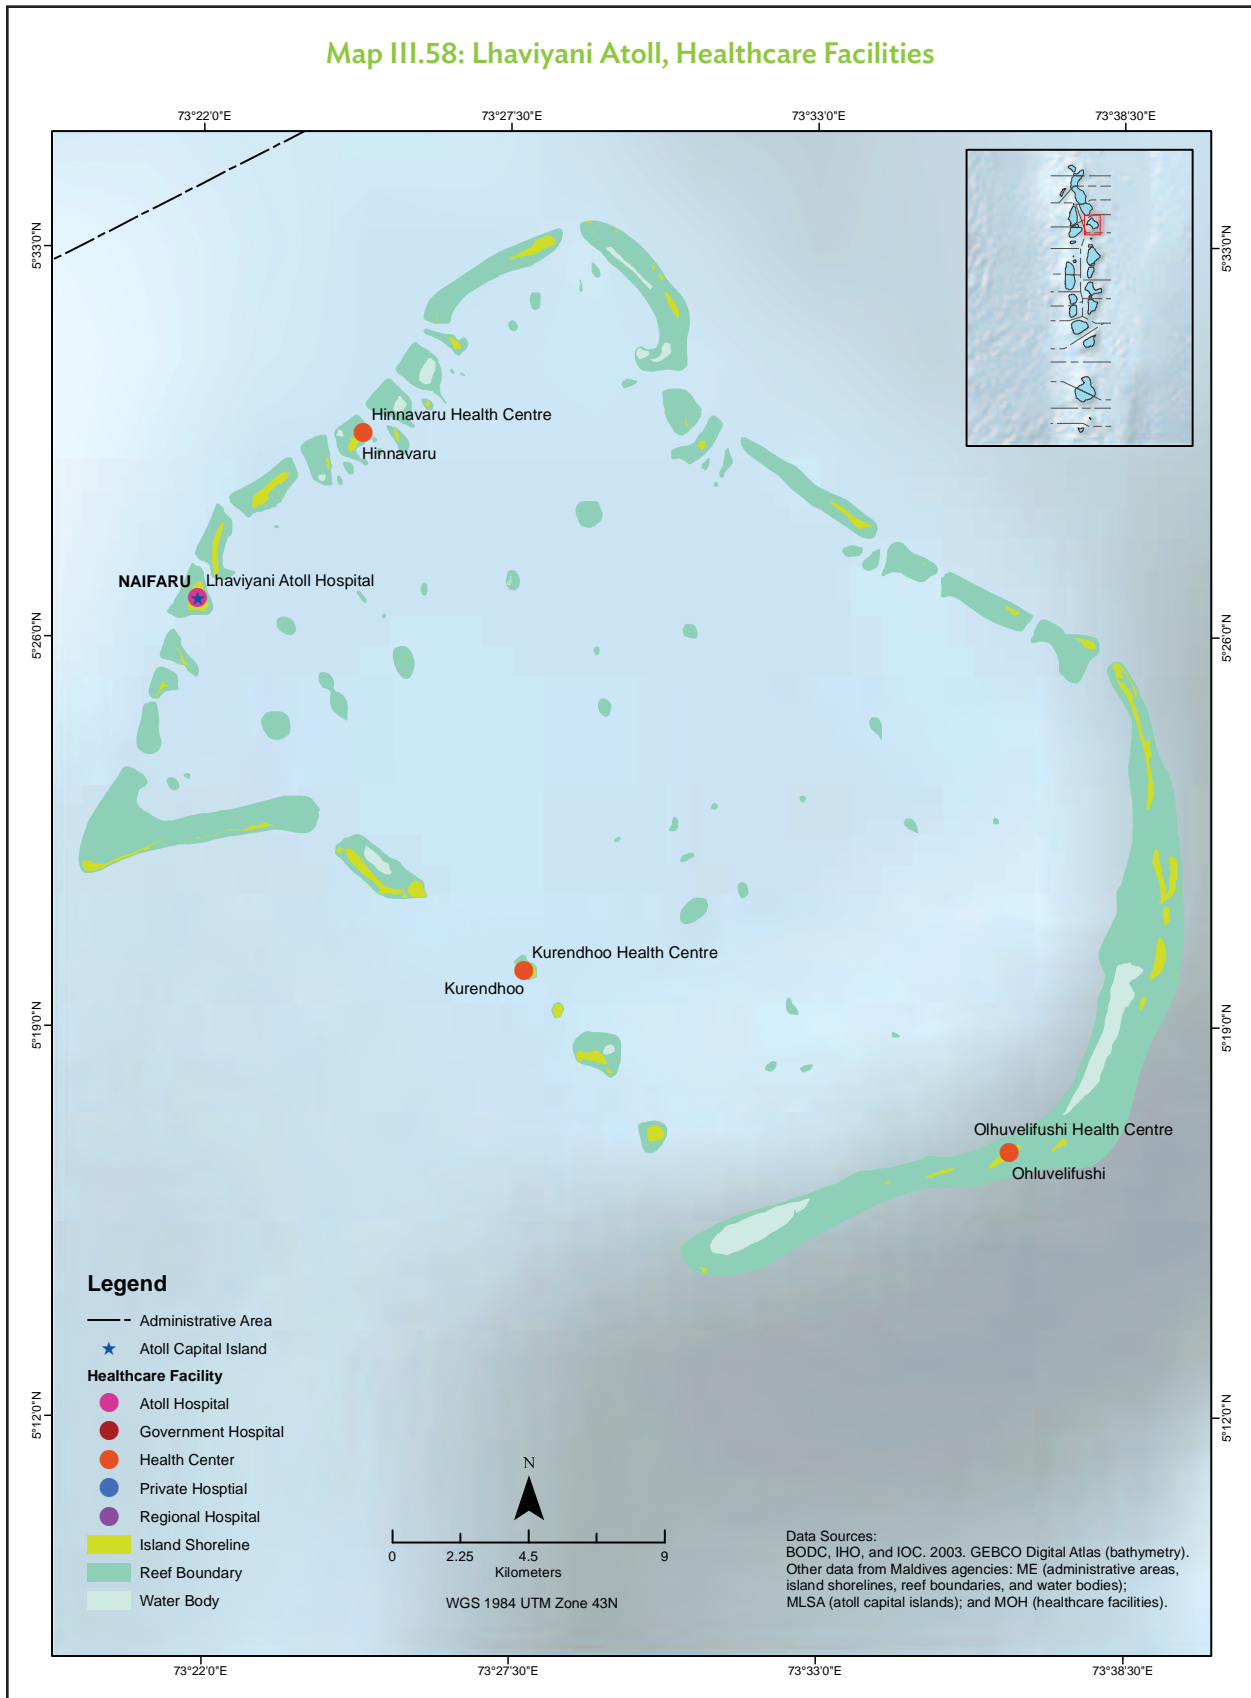 Map III.58: Lhaviyani Atoll, Healthcare Facilities
73°22'0"E
73°27'30"E
73°33'0"E
73°38'30"E
5°33'0"N
5°33'0"N
Hinnavaru Health Centre
Hinnavaru
NAIFARU
Lhaviyani Atoll Hospital
5°26'0"N
5°26'0"N
Kurendhoo Health Centre
Kurendhoo
5°19'0"N
5°19'0"N
Olhuvelifushi Health Centre
Ohluvelifushi
Legend
Administrative Area
Atoll Capital Island
Healthcare Facility
Atoll Hospital
Government Hospital
Health Center
Private Hosptial
Regional Hospital
Island Shoreline
Reef Boundary
Water Body
5°12'0"N
5°12'0"N
N
0 2.25 4.5 9
Kilometers
WGS 1984 UTM Zone 43N
Data Sources:
BODC, IHO, and IOC. 2003. GEBCO Digital Atlas (bathymetry).
Other data from Maldives agencies: ME (administrative areas,
island shorelines, reef boundaries, and water bodies);
MLSA (atoll capital islands); and MOH (healthcare facilities).
73°22'0"E
73°27'30"E
73°33'0"E
73°38'30"E